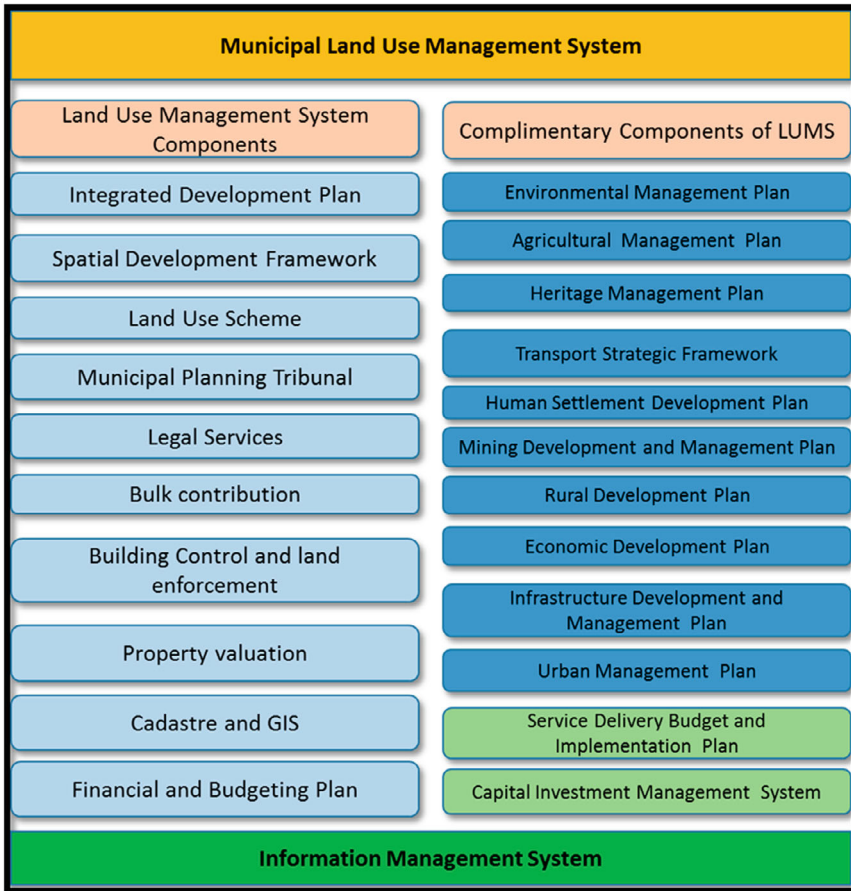 Municipal Land Use Management System
Land Use Management System
Components
Integrated Development Plan
Spatial Development Framework
Land Use Scheme
Municipal Planning Tribunal
Legal Services
Bulk contribution
Building Control and land
enforcement
Property valuation
Cadastre and GIS
Financial and Budgeting Plan
Complimentary Components of LUMS
Environmental Management Plan
Agricultural Management Plan
Heritage Management Plan
Transport Strategic Framework
Human Settlement Development Plan
Mining Development and Management Plan
Rural Development Plan
Economic Development Plan
Infrastructure Development and
Management Plan
Urban Management Plan
Service Delivery Budget and
Implementation Plan
Capital Investment Management System
Information Management System